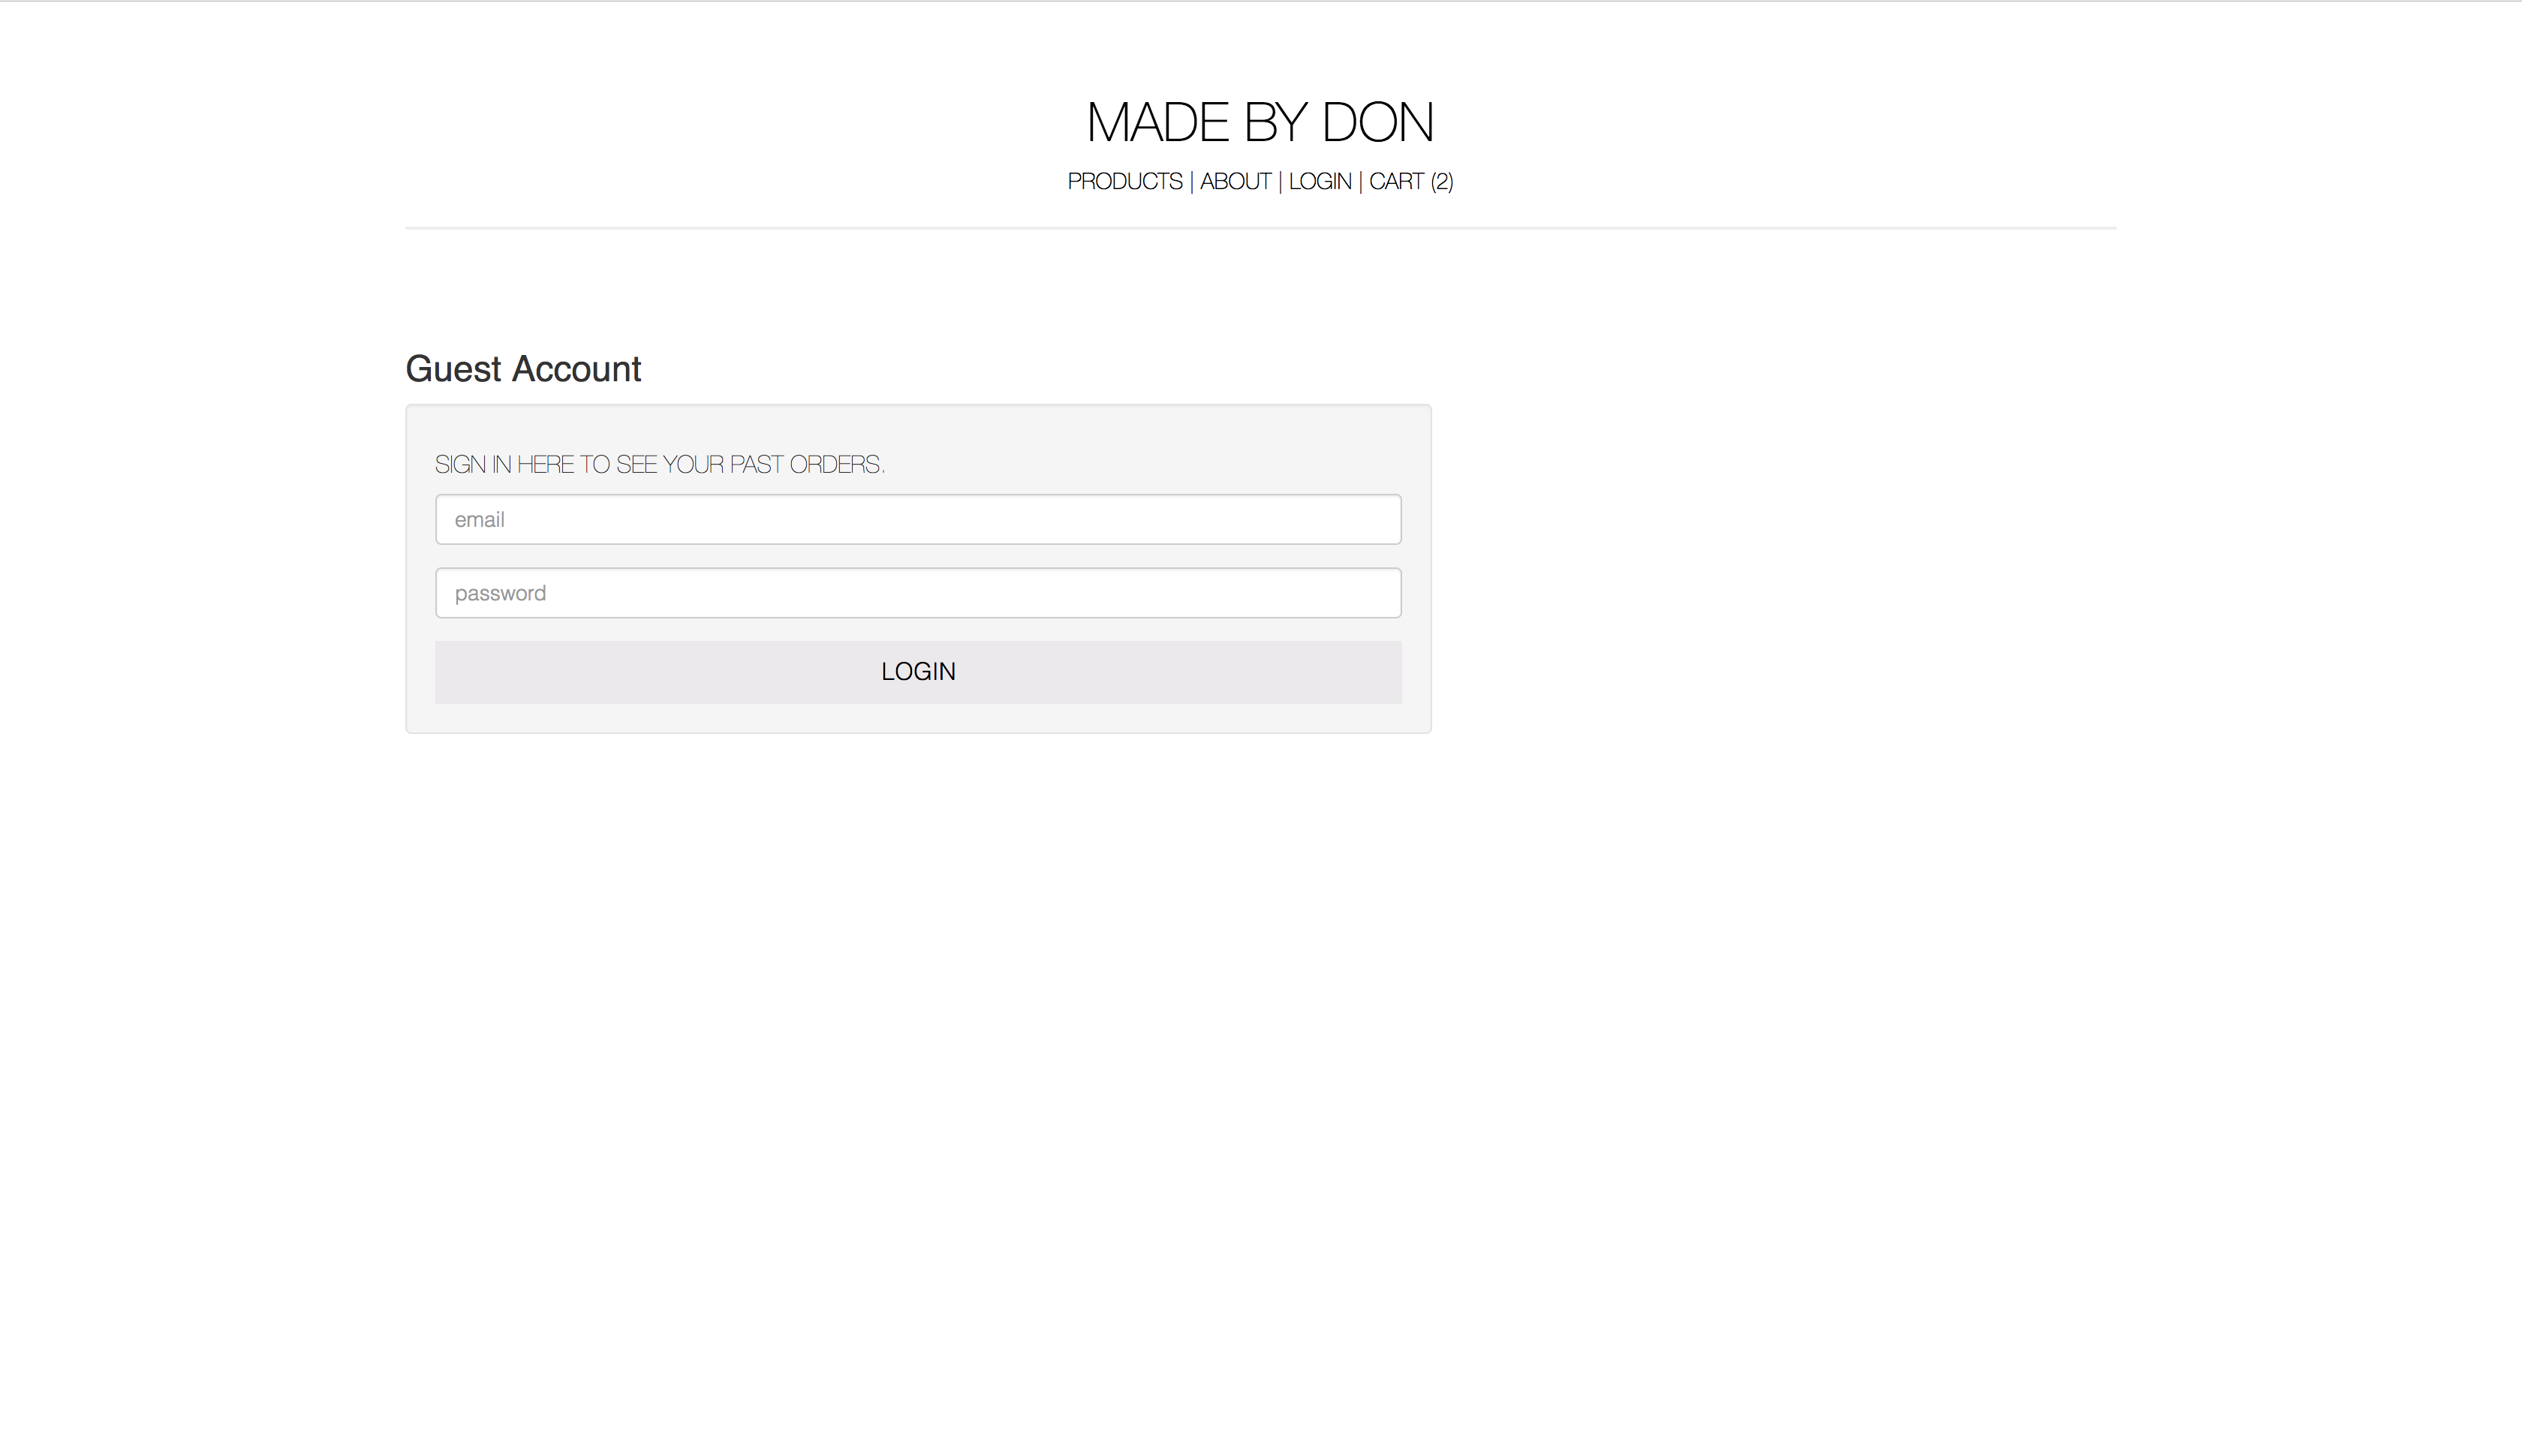 MADE BY DON
PRODUCTS | ABOUT | LOGIN | CART (2)
Guest Account
SIGN IN HERE TO SEE YOUR PAST ORDERS.
email
password
LOGIN